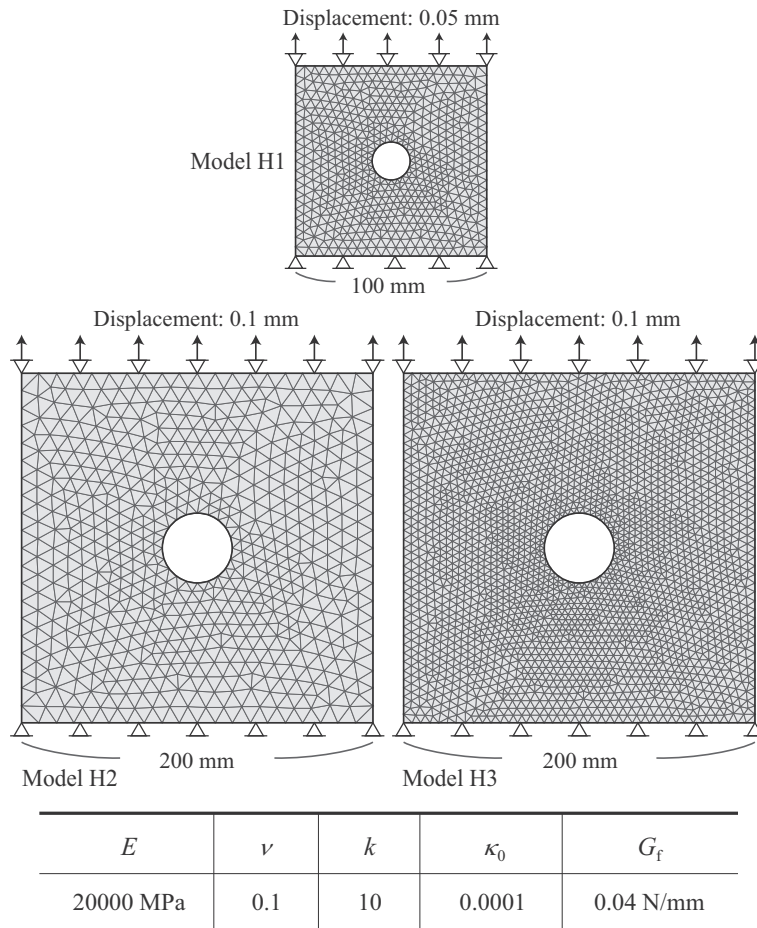 Displacement: 0.05 mm
Model H1
100 mm
Displacement: 0.1 mm
Displacement: 0.1 mm
200 mm
200 mm
Model H2
Model H3
E ν k κ₀ G_f
20000 MPa 0.1 10 0.0001 0.04 N/mm